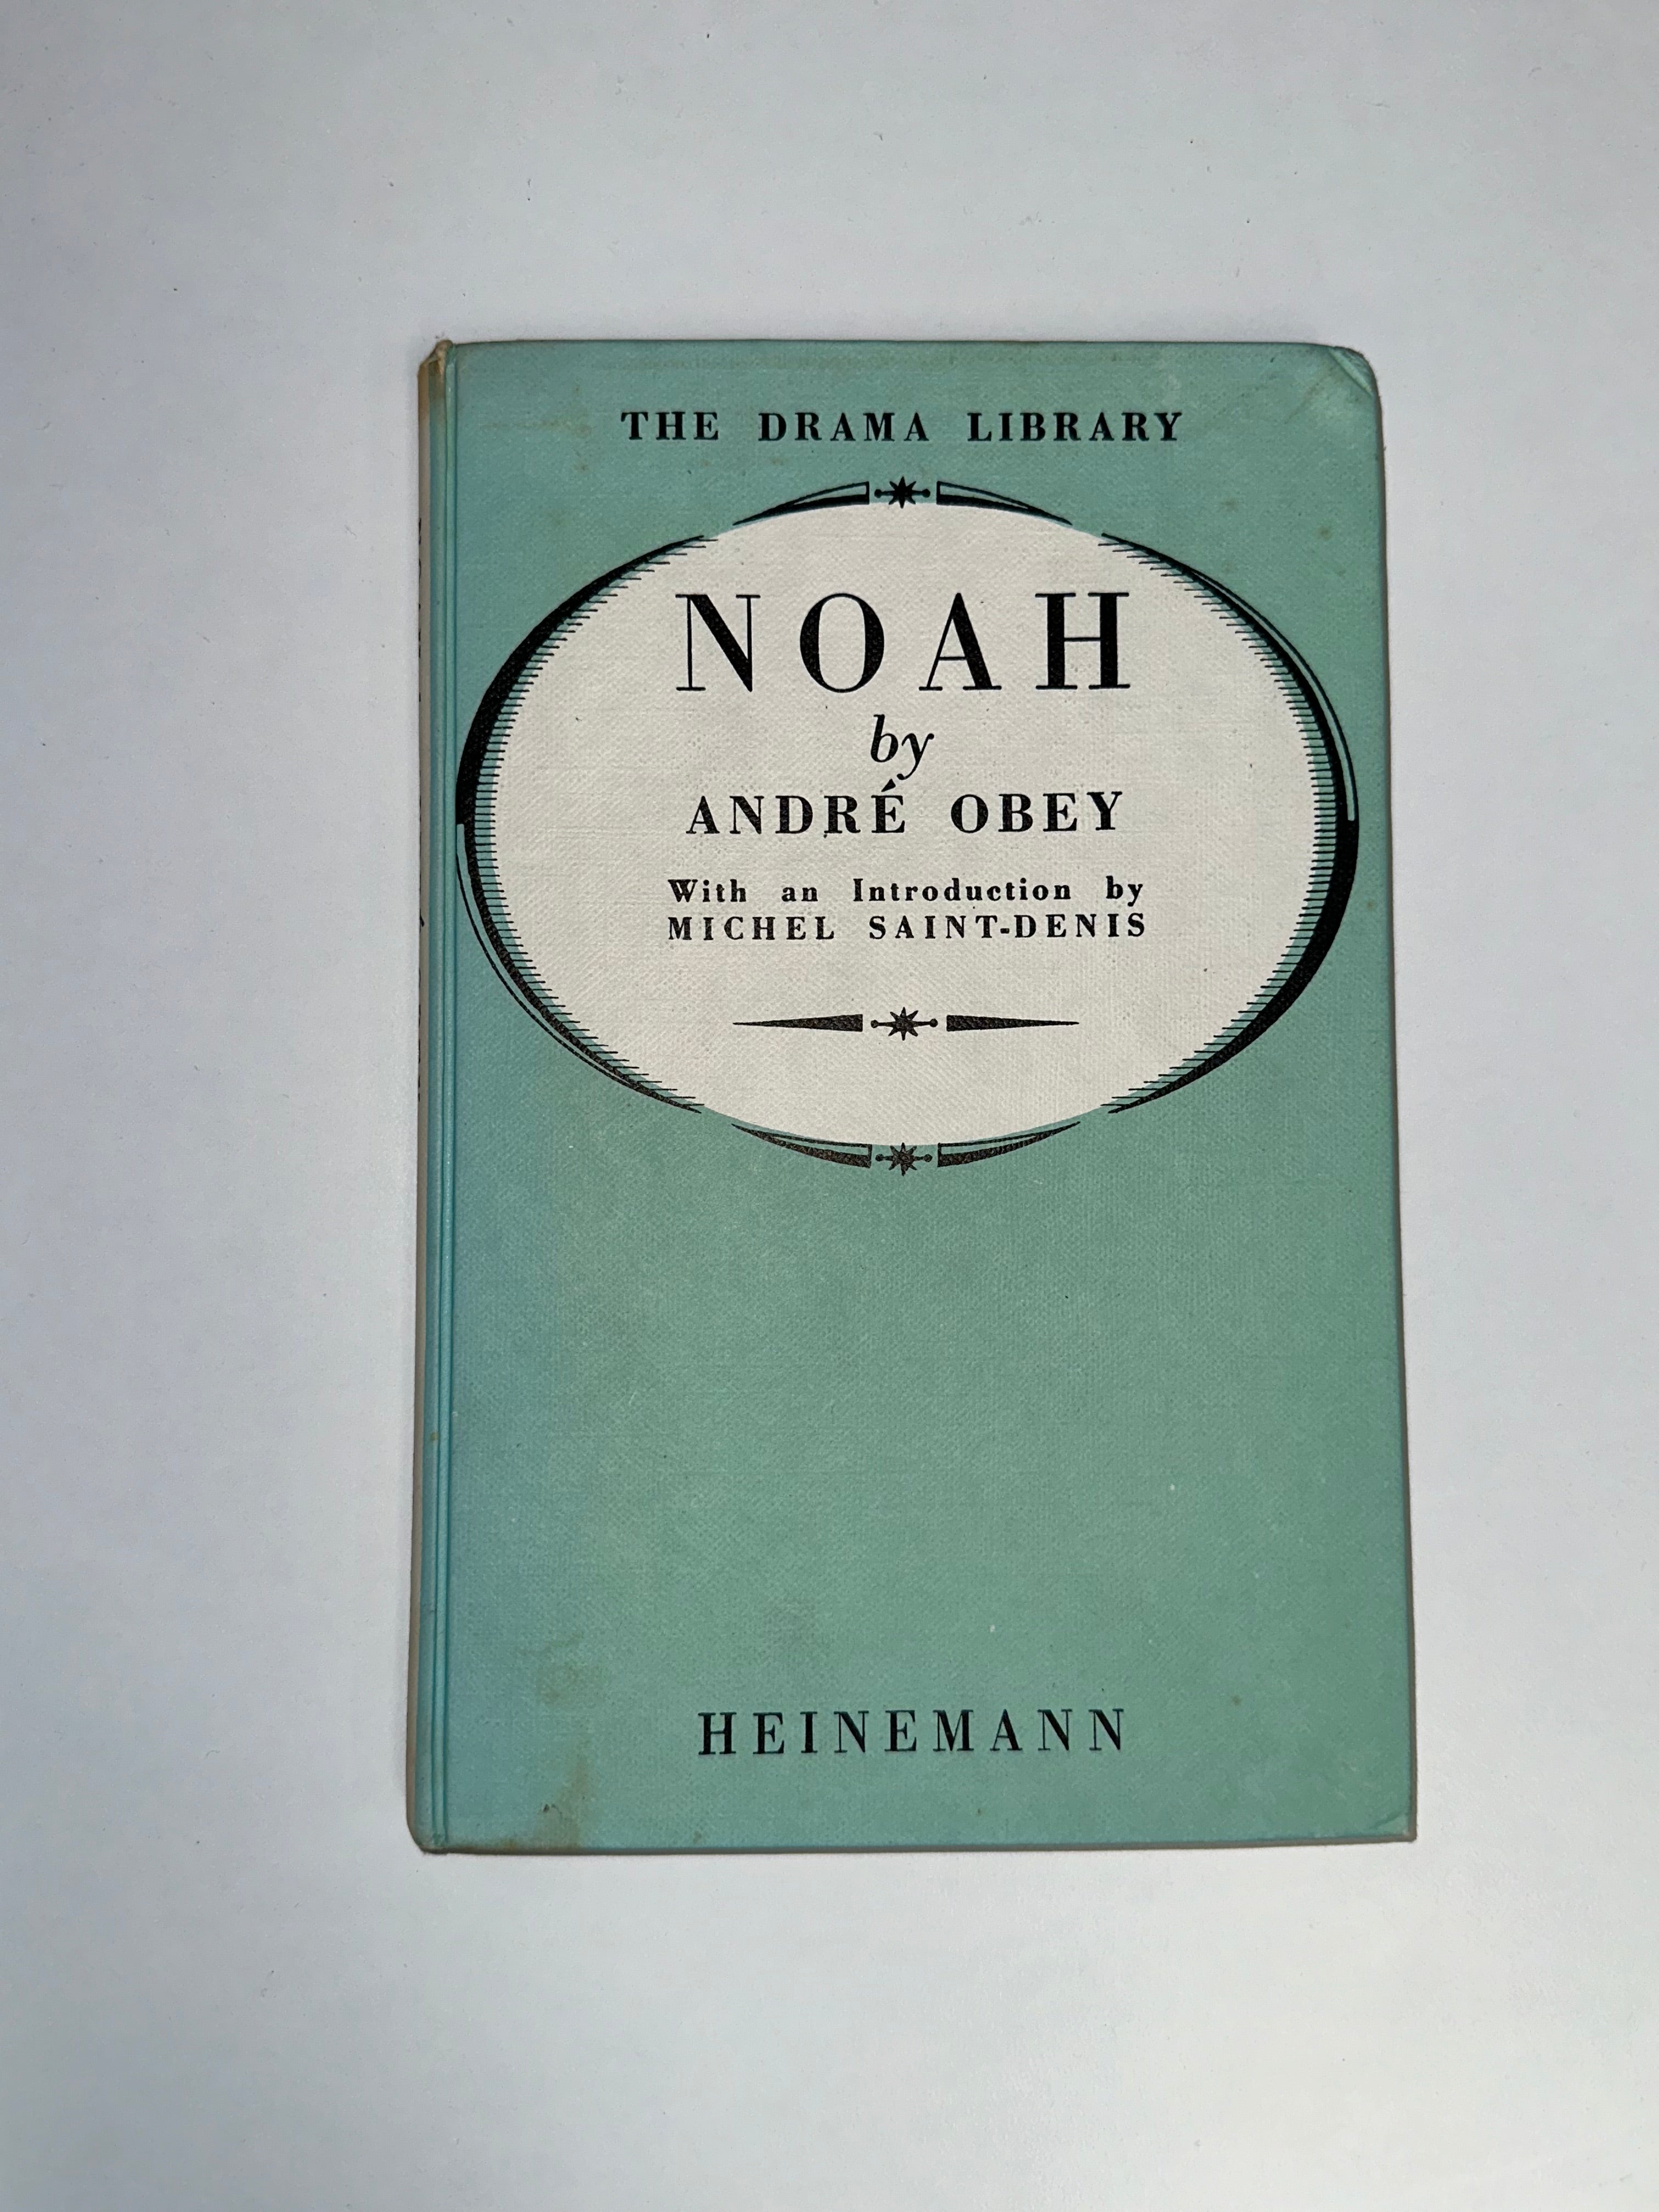 THE DRAMA LIBRARY
NOAH
by
ANDRÉ OBEY
With an Introduction by
MICHEL SAINT-DENIS
HEINEMANN